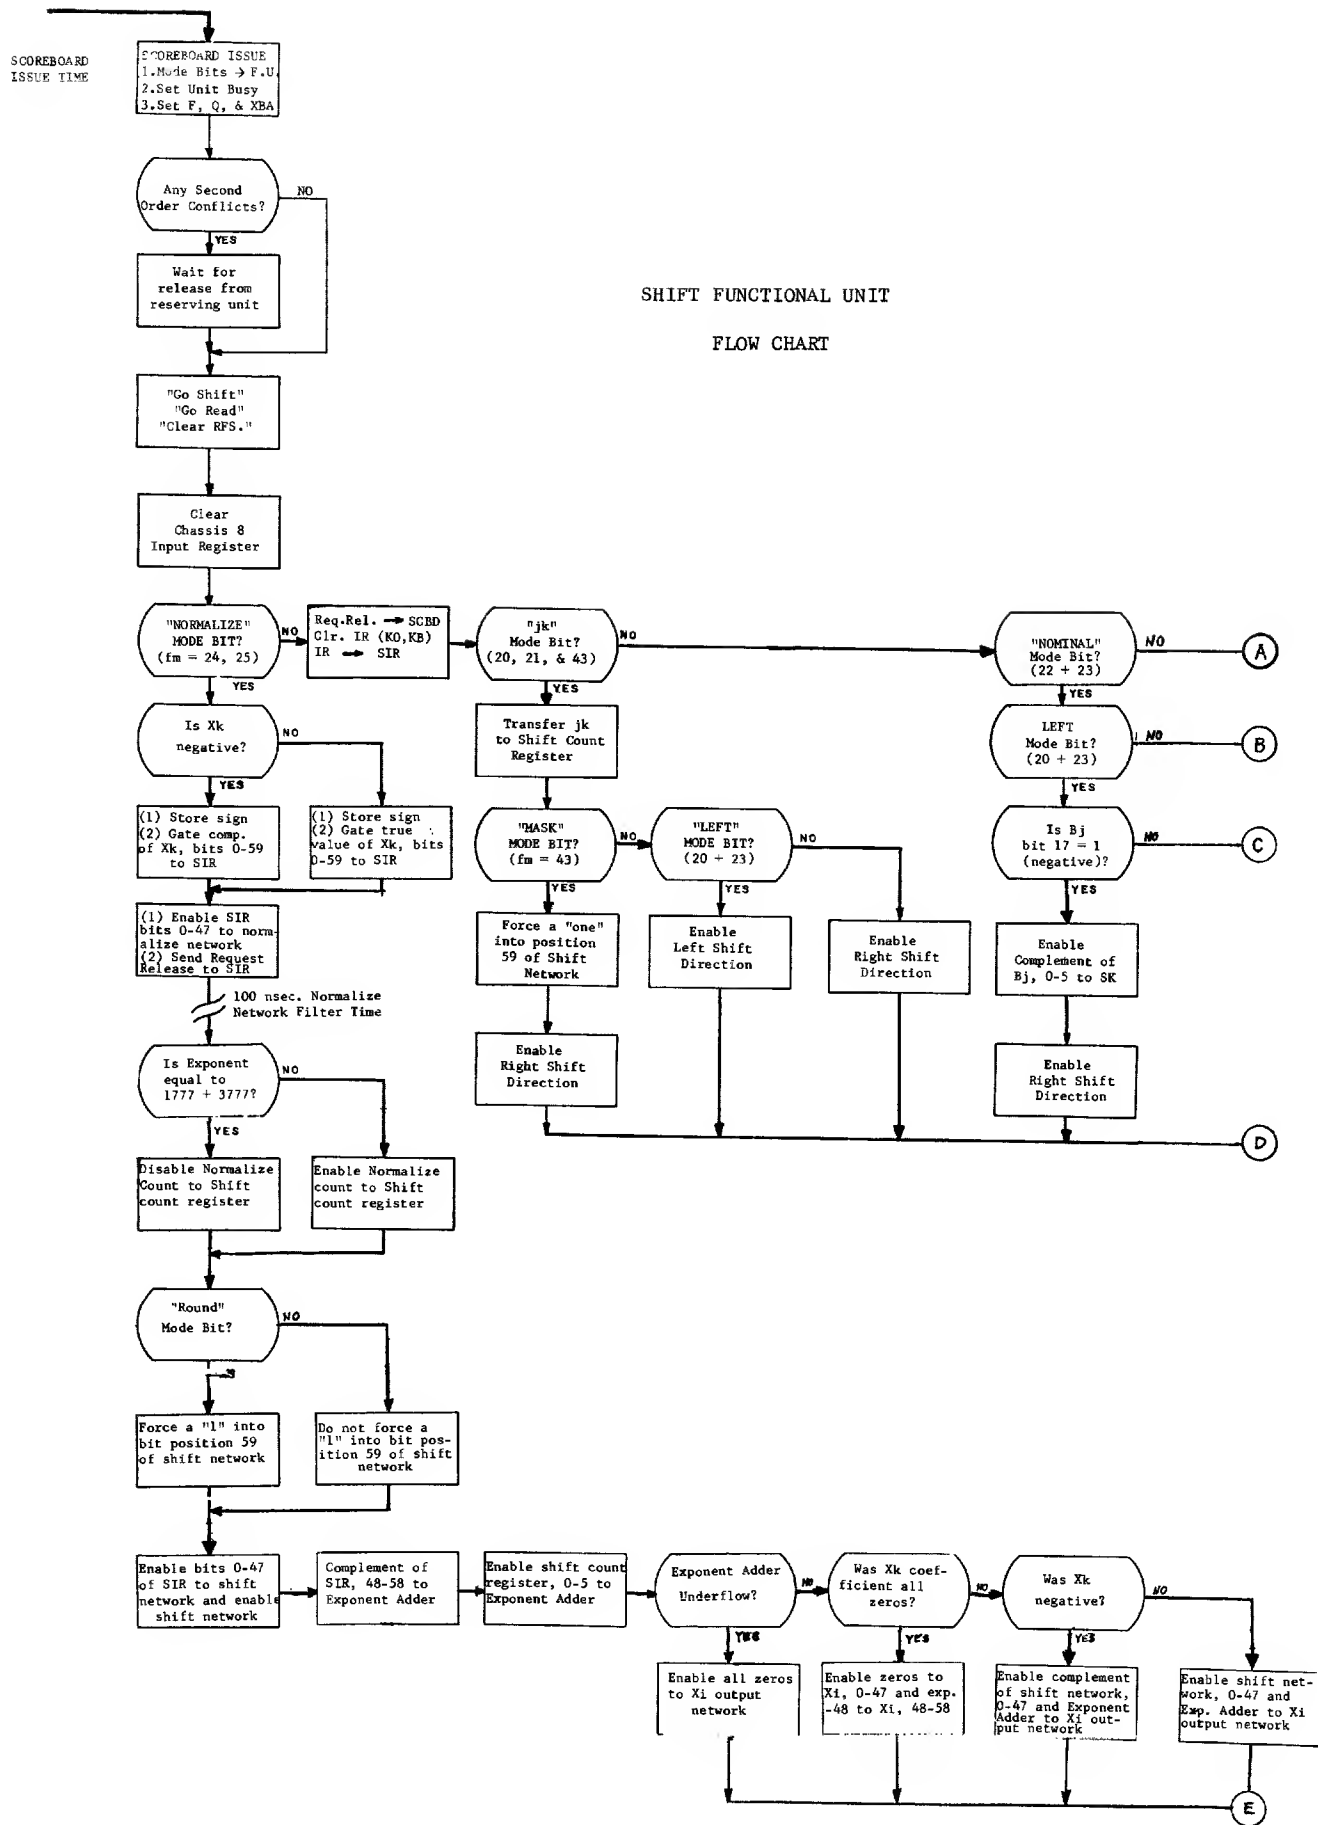 SCOREBOARD
ISSUE TIME
SCOREBOARD ISSUE
1.Mode Bits → F.U.
2.Set Unit Busy
3.Set F, Q, & XBA
Any Second
Order Conflicts?
NO
YES
Wait for
release from
reserving unit
SHIFT FUNCTIONAL UNIT
FLOW CHART
"Go Shift"
"Go Read"
"Clear RFS."
Clear
Chassis 8
Input Register
"NORMALIZE"
MODE BIT?
(fm = 24, 25)
NO
YES
Req.Rel. → SCBD
Clr. IR (KO,KB)
IR → SIR
"jk"
Mode Bit?
(20, 21, & 43)
NO
YES
"NOMINAL"
Mode Bit?
(22 + 23)
NO
YES
A
Is Xk
negative?
NO
YES
Transfer jk
to Shift Count
Register
LEFT
Mode Bit?
(20 + 23)
NO
YES
B
(1) Store sign
(2) Gate comp.
of Xk, bits 0-59
to SIR
(1) Store sign
(2) Gate true
value of Xk, bits
0-59 to SIR
"MASK"
MODE BIT?
(fm = 43)
NO
YES
"LEFT"
MODE BIT?
(20 + 23)
NO
YES
Is Bj
bit 17 = 1
(negative)?
NO
YES
C
(1) Enable SIR
bits 0-47 to norm-
alize network
(2) Send Request
Release to SIR
Force a "one"
into position
59 of Shift
Network
Enable
Left Shift
Direction
Enable
Right Shift
Direction
Enable
Complement of
Bj, 0-5 to SK
100 nsec. Normalize
Network Filter Time
Is Exponent
equal to
1777 + 3777?
NO
YES
Enable
Right Shift
Direction
Enable
Right Shift
Direction
D
Disable Normalize
Count to Shift
count register
Enable Normalize
count to Shift
count register
"Round"
Mode Bit?
NO
Force a "1" into
bit position 59
of shift network
Do not force a
"1" into bit pos-
ition 59 of shift
network
Enable bits 0-47
of SIR to shift
network and enable
shift network
Complement of
SIR, 48-58 to
Exponent Adder
Enable shift count
register, 0-5 to
Exponent Adder
Exponent Adder
Underflow?
NO
YES
Was Xk coef-
ficient all
zeros?
NO
YES
Was Xk
negative?
NO
YES
Enable all zeros
to Xi output
network
Enable zeros to
Xi, 0-47 and exp.
-48 to Xi, 48-58
Enable complement
of shift network,
0-47 and Exponent
Adder to Xi out-
put network
Enable shift net-
work, 0-47 and
Exp. Adder to Xi
output network
E